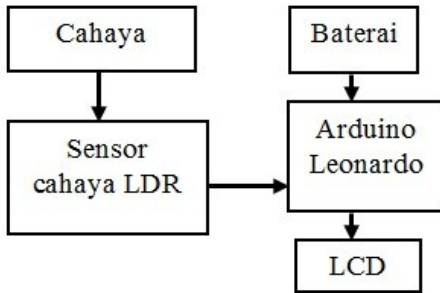 Cahaya
Baterai
Sensor
cahaya LDR
Arduino
Leonardo
LCD